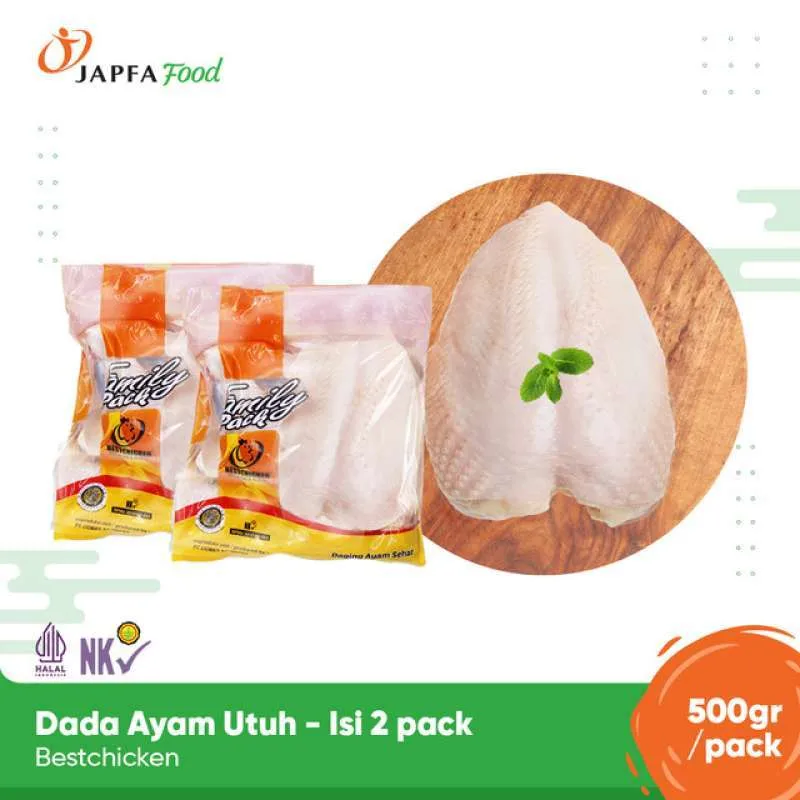 JAPFA Food
Family
Pack
BESTCHICKEN
Family
Pack
BESTCHICKEN
Daging Ayam Sehat
HALAL
INDONESIA
NKV
Dada Ayam Utuh - Isi 2 pack
Bestchicken
500gr
/pack